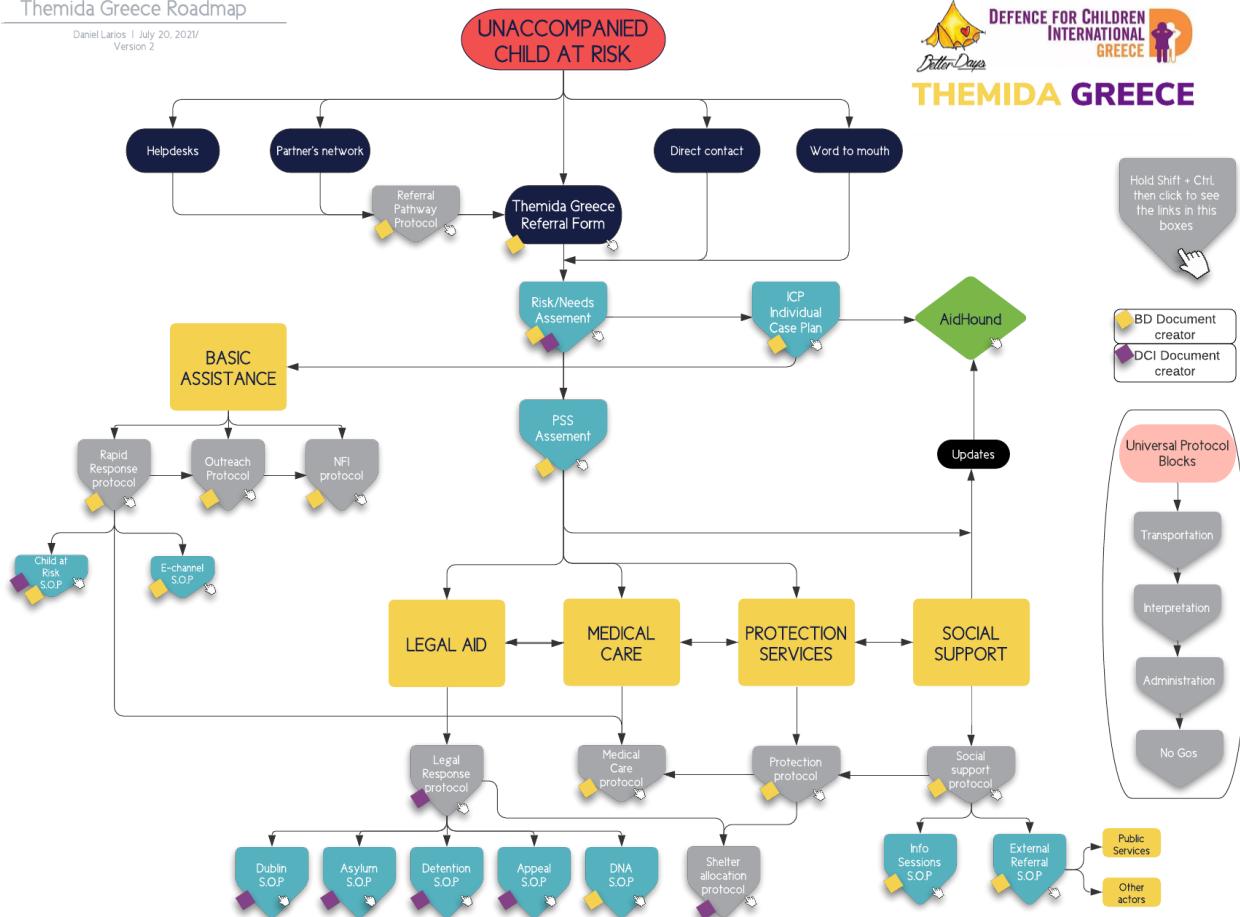 Themida Greece Roadmap
Daniel Larios | July 20, 2021/
Version 2
UNACCOMPANIED
CHILD AT RISK
Better Days
DEFENCE FOR CHILDREN
INTERNATIONAL
GREECE
THEMIDA GREECE
Helpdesks
Partner's network
Direct contact
Word to mouth
Referral
Pathway
Protocol
Themida Greece
Referral Form
Hold Shift + Ctrl,
then click to see
the links in this
boxes
Risk/Needs
Assement
ICP
Individual
Case Plan
AidHound
BD Document
creator
DCI Document
creator
BASIC
ASSISTANCE
PSS
Assement
Rapid
Response
protocol
Outreach
Protocol
NFI
protocol
Updates
Universal Protocol
Blocks
Transportation
Interpretation
Administration
No Gos
Child at
Risk
S.O.P
E-channel
S.O.P
LEGAL AID
MEDICAL
CARE
PROTECTION
SERVICES
SOCIAL
SUPPORT
Legal
Response
protocol
Medical
Care
protocol
Protection
protocol
Social
support
protocol
Dublin
S.O.P
Asylum
S.O.P
Detention
S.O.P
Appeal
S.O.P
DNA
S.O.P
Shelter
allocation
protocol
Info
Sessions
S.O.P
External
Referral
S.O.P
Public
Services
Other
actors